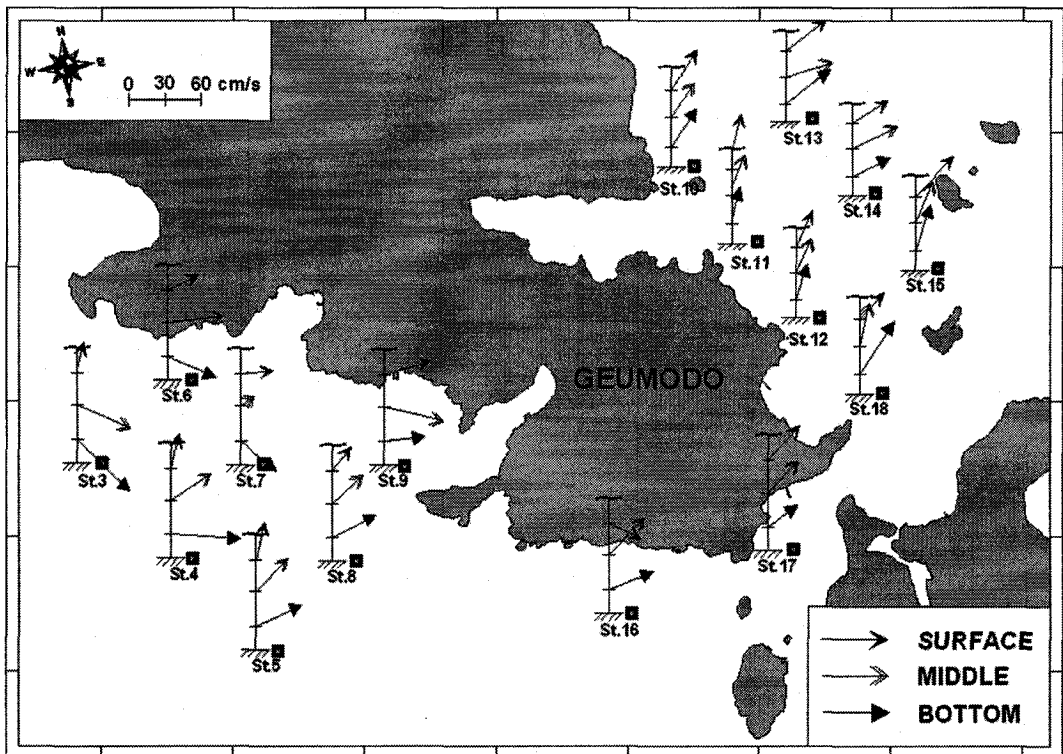 N
W E
S
0 30 60 cm/s
St.13
St.10
St.14
St.11
St.15
St.12
St.6
GEUMODO
St.18
St.3
St.7
St.9
St.4
St.8
St.17
St.16
St.5
SURFACE
MIDDLE
BOTTOM